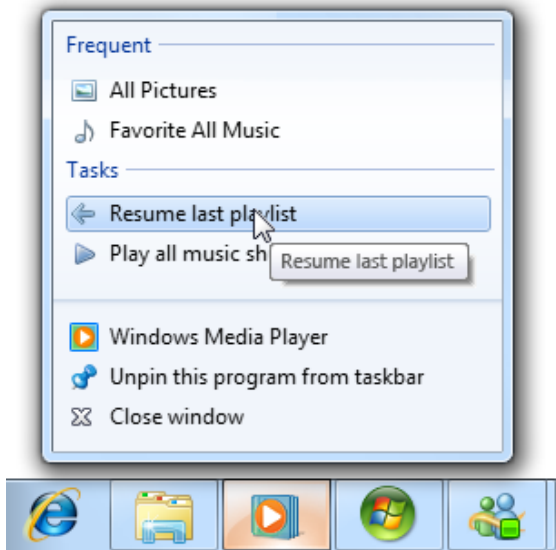 Frequent
All Pictures
Favorite All Music
Tasks
Resume last playlist
Play all music sh
Resume last playlist
Windows Media Player
Unpin this program from taskbar
Close window